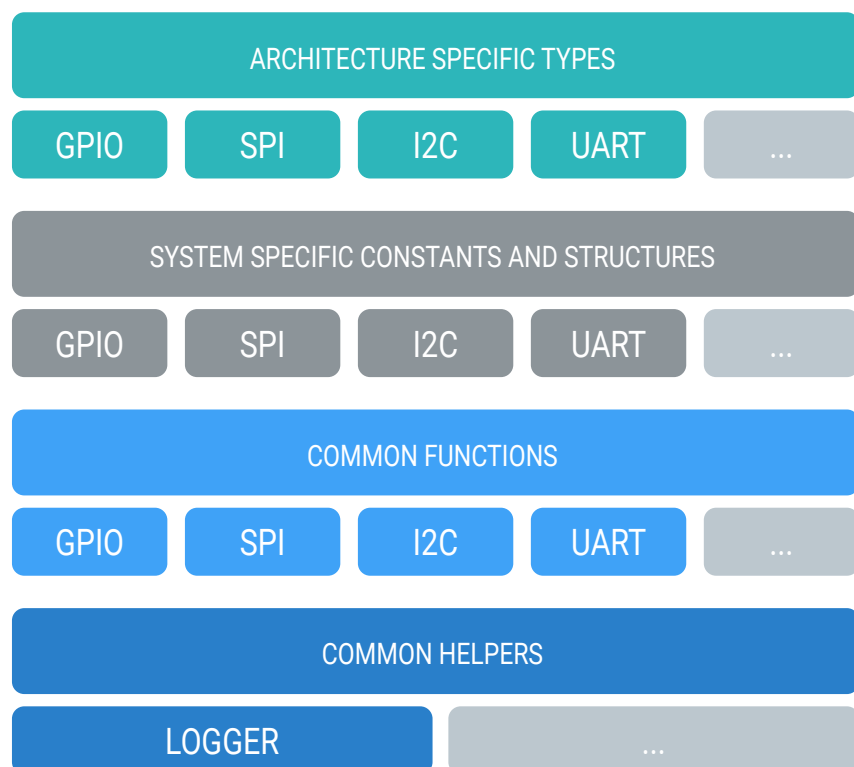 ARCHITECTURE SPECIFIC TYPES
GPIO SPI I2C UART ...
SYSTEM SPECIFIC CONSTANTS AND STRUCTURES
GPIO SPI I2C UART ...
COMMON FUNCTIONS
GPIO SPI I2C UART ...
COMMON HELPERS
LOGGER ...